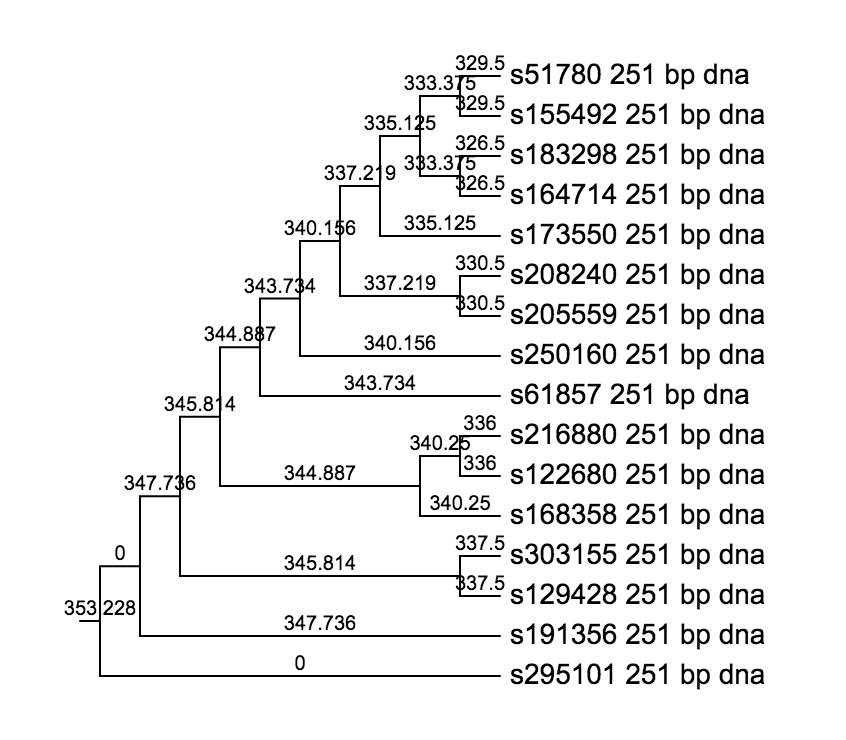 329.5
s51780 251 bp dna
333.375
329.5
s155492 251 bp dna
335.125
326.5
s183298 251 bp dna
333.375
337.219
326.5
s164714 251 bp dna
340.156
335.125
s173550 251 bp dna
330.5
s208240 251 bp dna
343.734
337.219
330.5
s205559 251 bp dna
344.887
340.156
s250160 251 bp dna
343.734
s61857 251 bp dna
345.814
336
s216880 251 bp dna
340.25
344.887
336
s122680 251 bp dna
347.736
340.25
s168358 251 bp dna
337.5
s303155 251 bp dna
0
345.814
337.5
s129428 251 bp dna
353.228
347.736
s191356 251 bp dna
0
s295101 251 bp dna